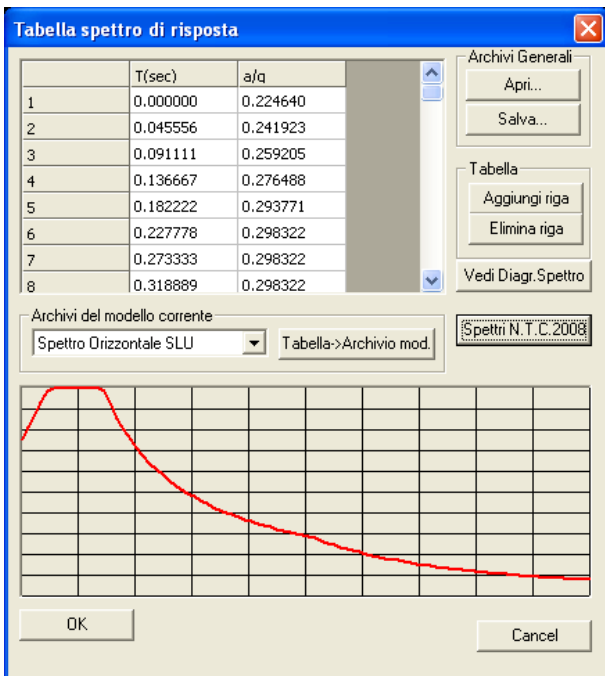 Tabella spettro di risposta
T(sec) a/g
1 0.000000 0.224640
2 0.045556 0.241923
3 0.091111 0.259205
4 0.136667 0.276488
5 0.182222 0.293771
6 0.227778 0.298322
7 0.273333 0.298322
8 0.318889 0.298322
Archivi Generali
Apri...
Salva...
Tabella
Aggiungi riga
Elimina riga
Vedi Diagr.Spettro
Spettri N.T.C.2008
Archivi del modello corrente
Spettro Orizzontale SLU
Tabella->Archivio mod.
OK
Cancel